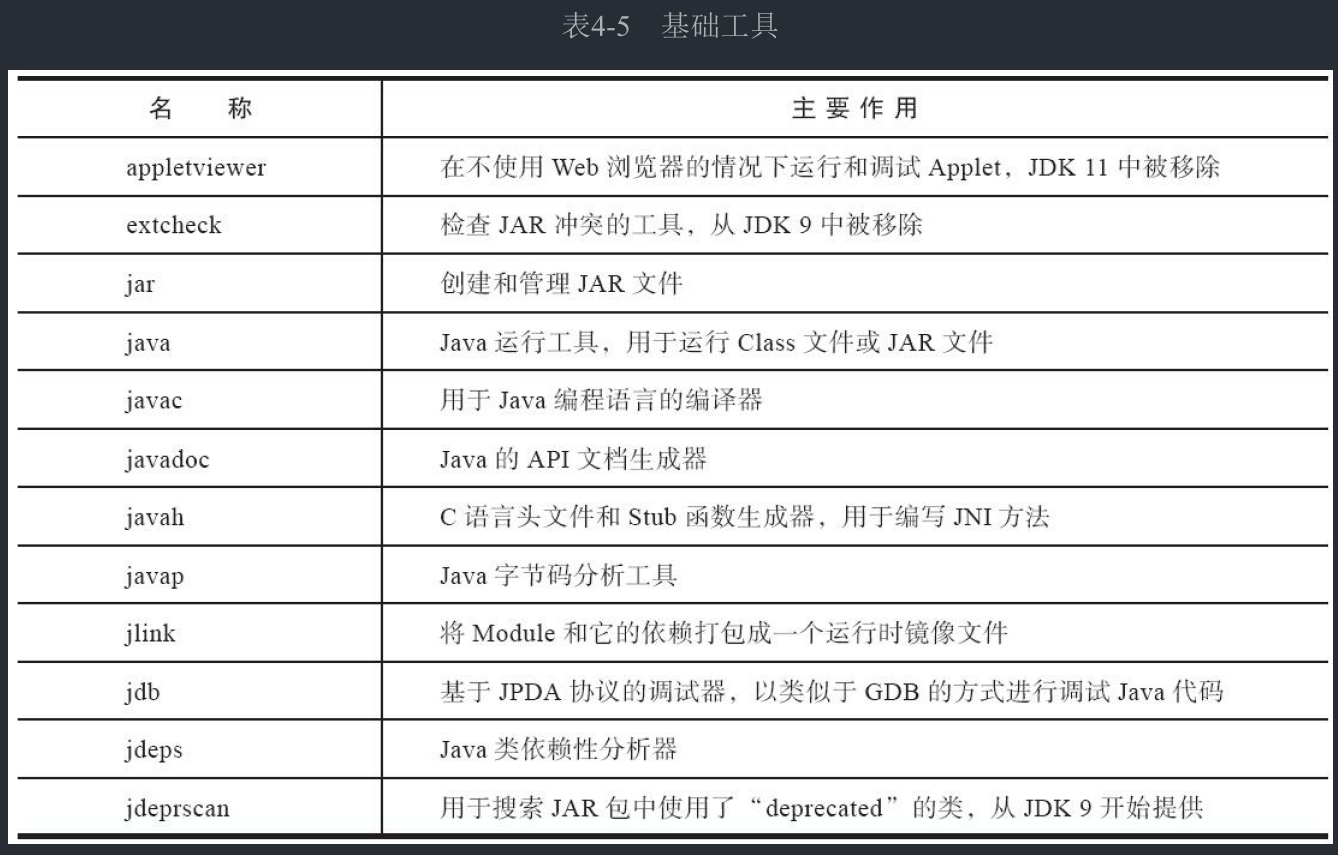 表4-5 基础工具
名 称 主要作用
appletviewer 在不使用 Web 浏览器的情况下运行和调试 Applet，JDK 11 中被移除
extcheck 检查 JAR 冲突的工具，从 JDK 9 中被移除
jar 创建和管理 JAR 文件
java Java 运行工具，用于运行 Class 文件或 JAR 文件
javac 用于 Java 编程语言的编译器
javadoc Java 的 API 文档生成器
javah C 语言头文件和 Stub 函数生成器，用于编写 JNI 方法
javap Java 字节码分析工具
jlink 将 Module 和它的依赖打包成一个运行时镜像文件
jdb 基于 JPDA 协议的调试器，以类似于 GDB 的方式进行调试 Java 代码
jdeps Java 类依赖性分析器
jdeprscan 用于搜索 JAR 包中使用了“deprecated”的类，从 JDK 9 开始提供